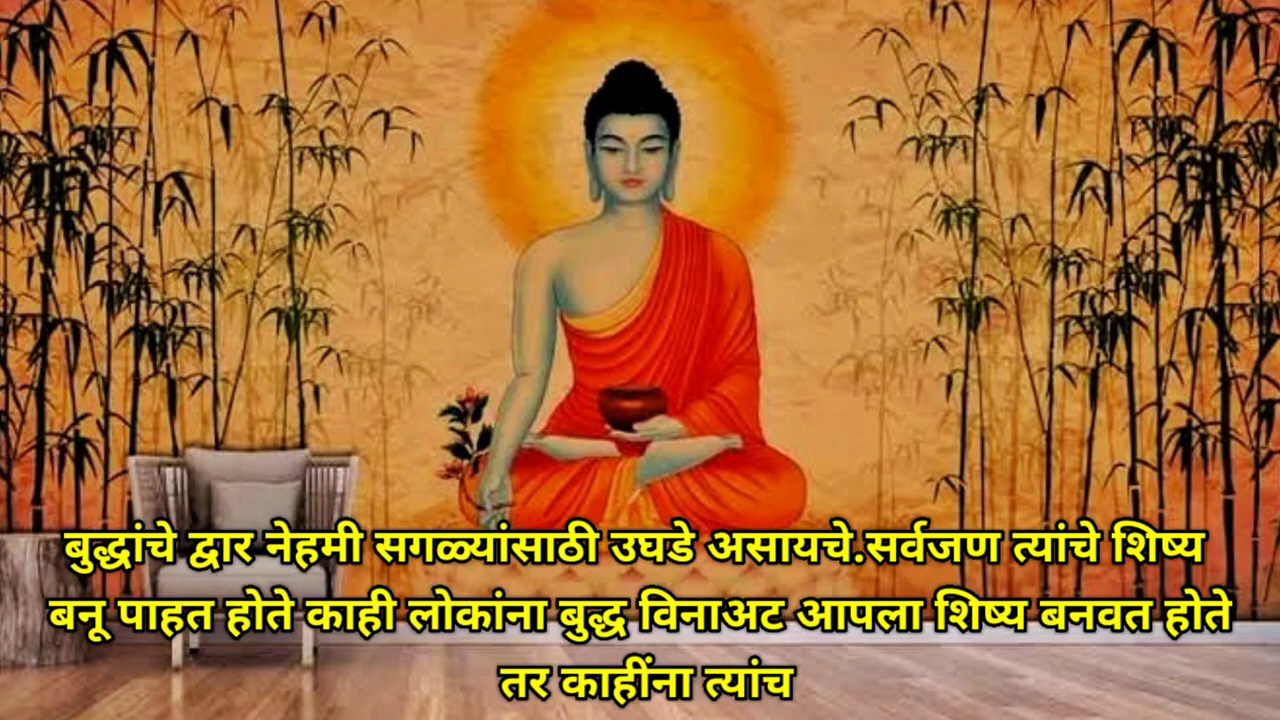 बुद्धांचे द्वार नेहमी सगळ्यांसाठी उघडे असायचे.सर्वजण त्यांचे शिष्य
बनू पाहत होते काही लोकांना बुद्ध विनाअट आपला शिष्य बनवत होते
तर काहींना त्यांच